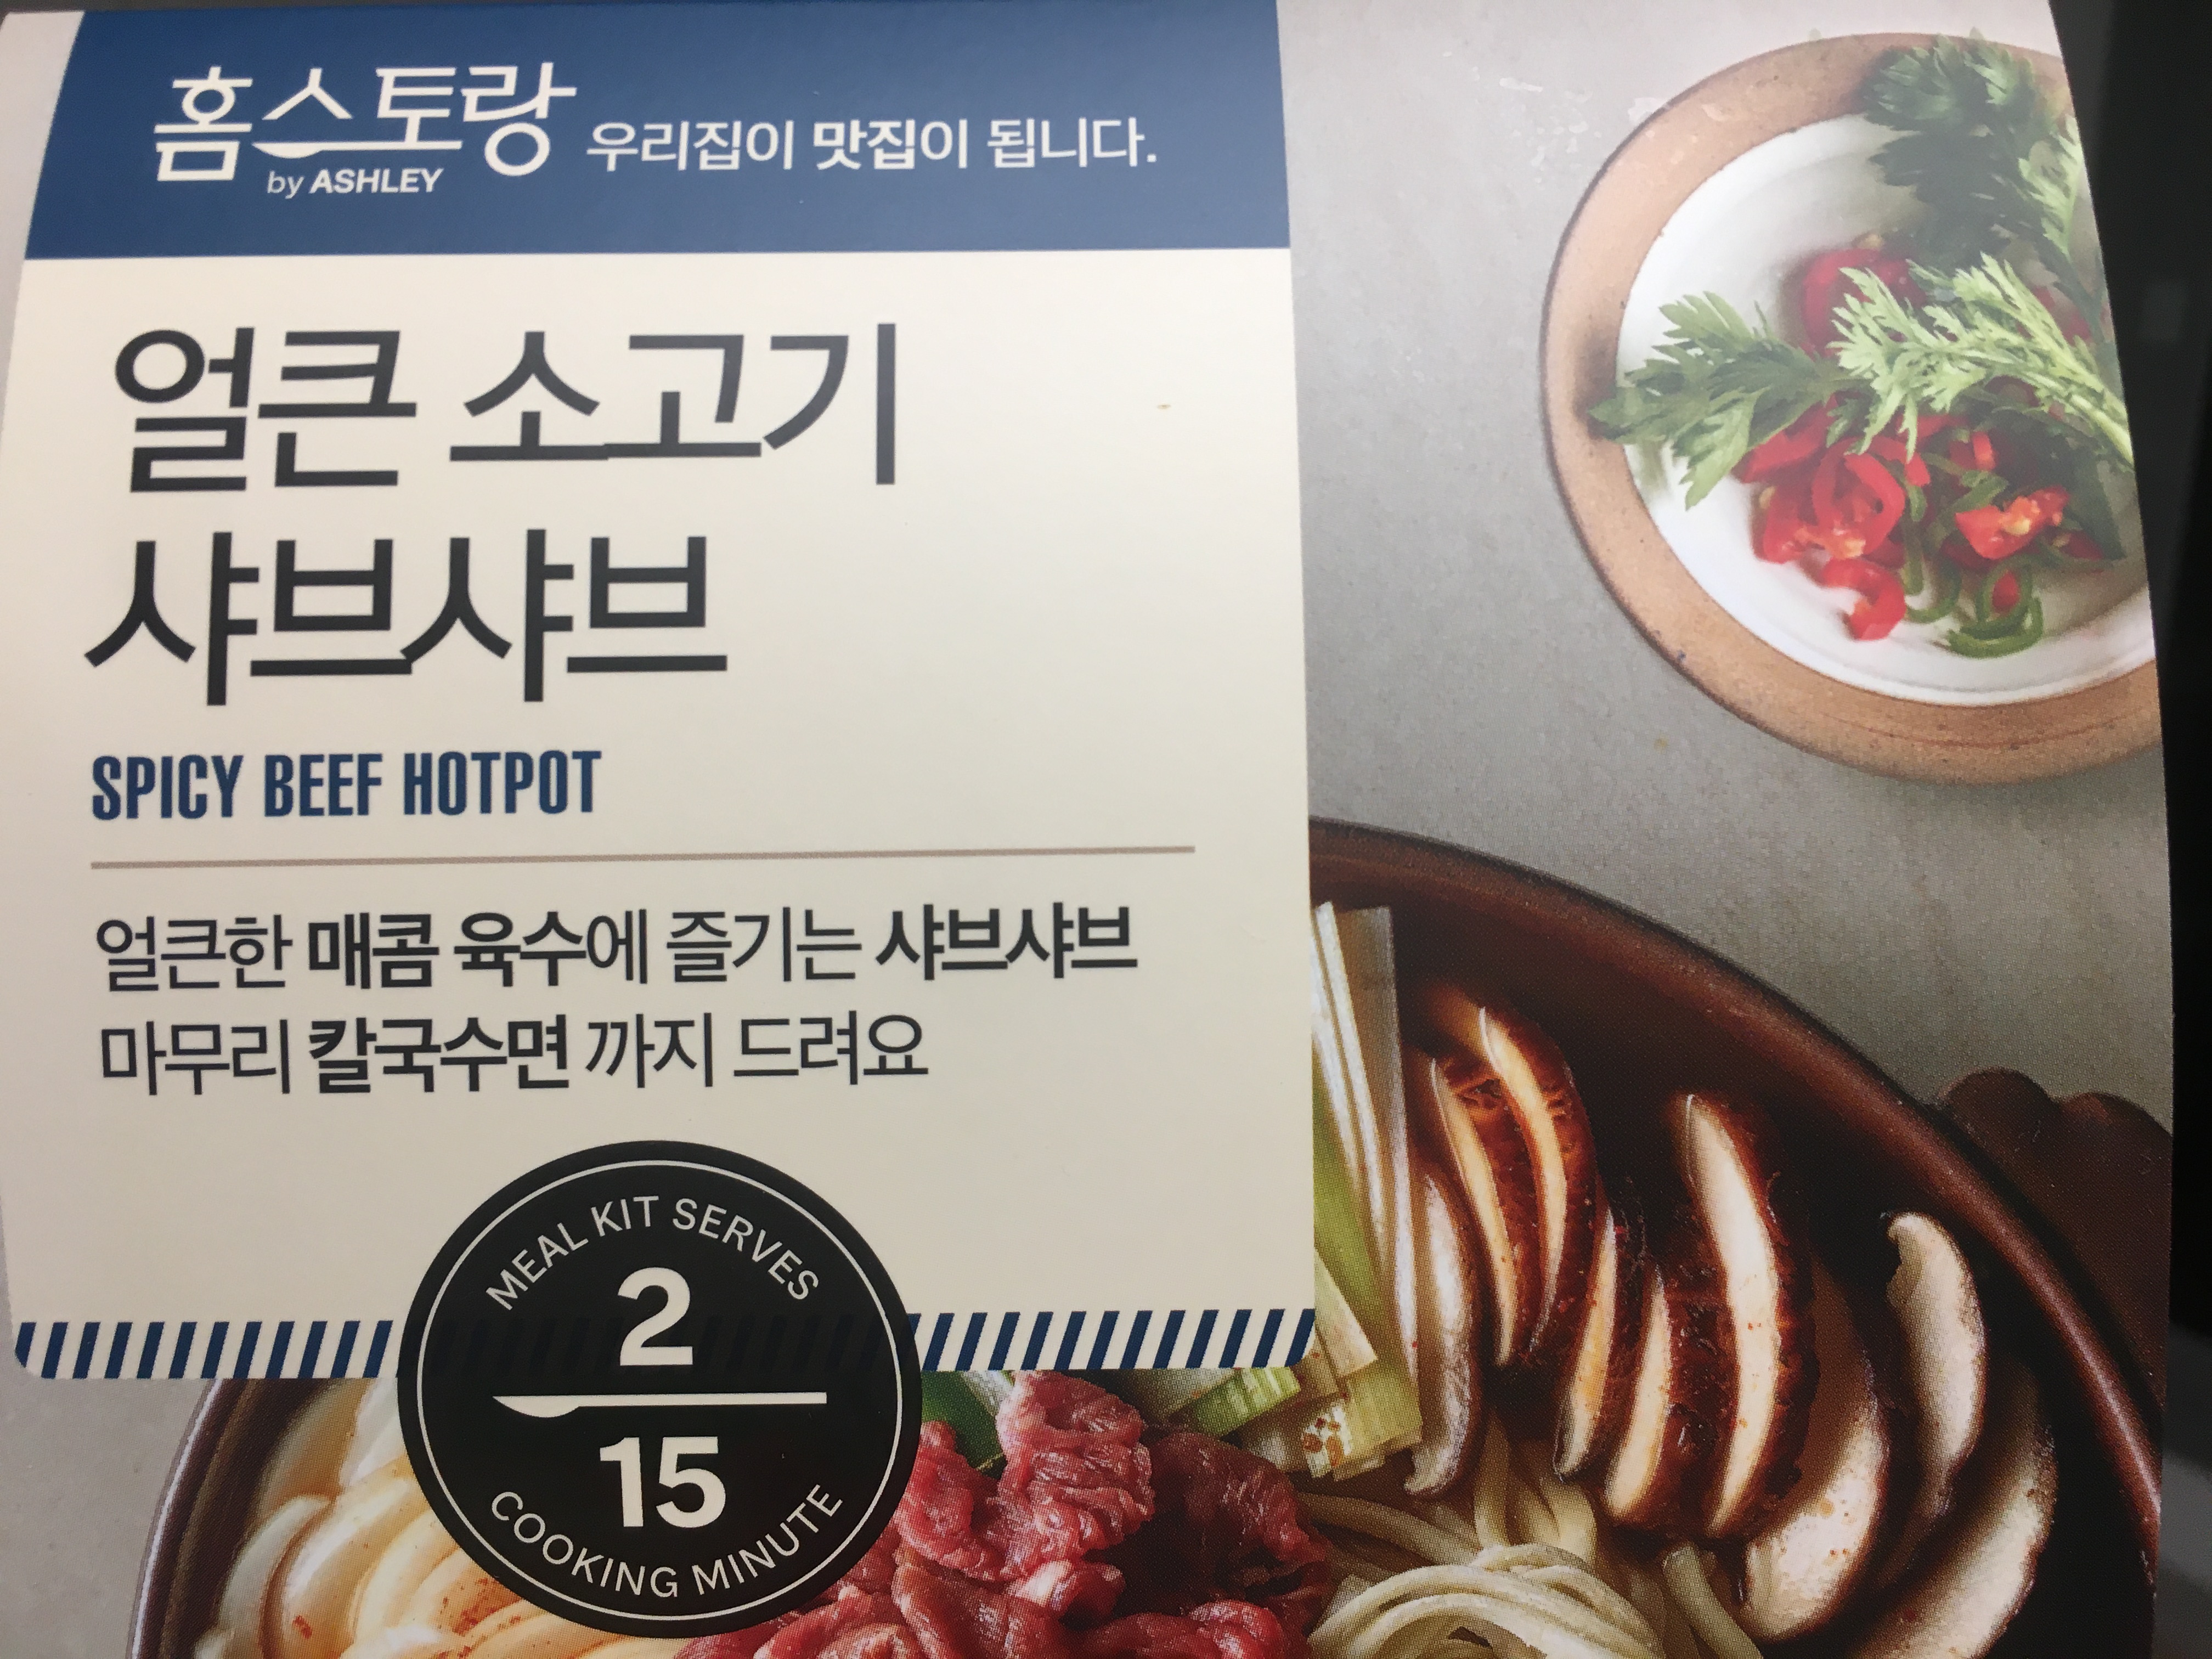 홈스토랑 우리집이 맛집이 됩니다.
by ASHLEY
얼큰 소고기
샤브샤브
SPICY BEEF HOTPOT
얼큰한 매콤 육수에 즐기는 샤브샤브
마무리 칼국수면 까지 드려요
MEAL KIT SERVES
2
15
COOKING MINUTE